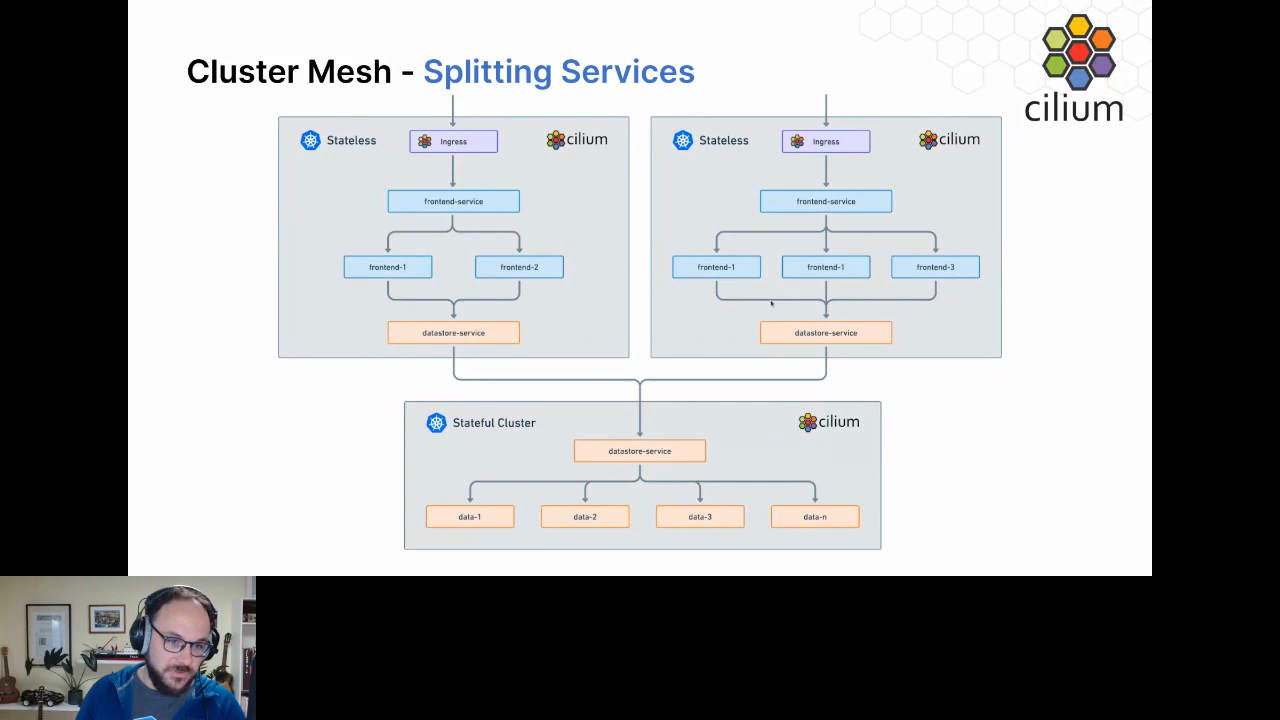 Cluster Mesh - Splitting Services
cilium
Stateless
Ingress
cilium
frontend-service
frontend-1
frontend-2
datastore-service
Stateless
Ingress
cilium
frontend-service
frontend-1
frontend-1
frontend-3
datastore-service
Stateful Cluster
cilium
datastore-service
data-1
data-2
data-3
data-n